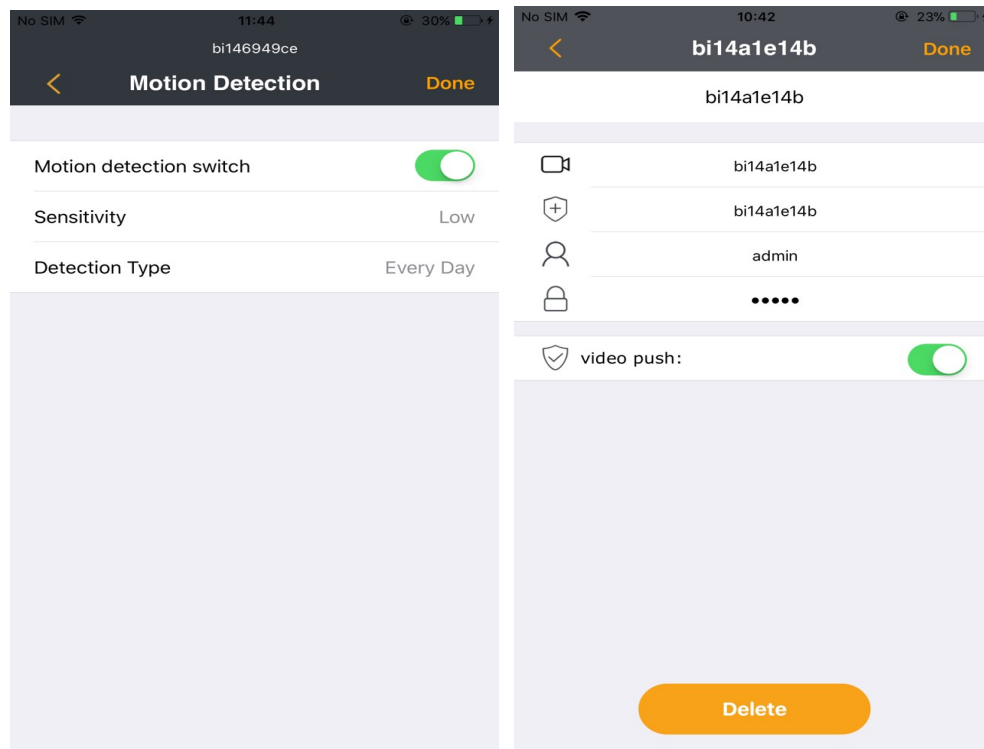 No SIM 11:44 30%
bi146949ce
Motion Detection Done
Motion detection switch
Sensitivity Low
Detection Type Every Day
No SIM 10:42 23%
bi14a1e14b Done
bi14a1e14b
bi14a1e14b
bi14a1e14b
admin
•••••
video push:
Delete